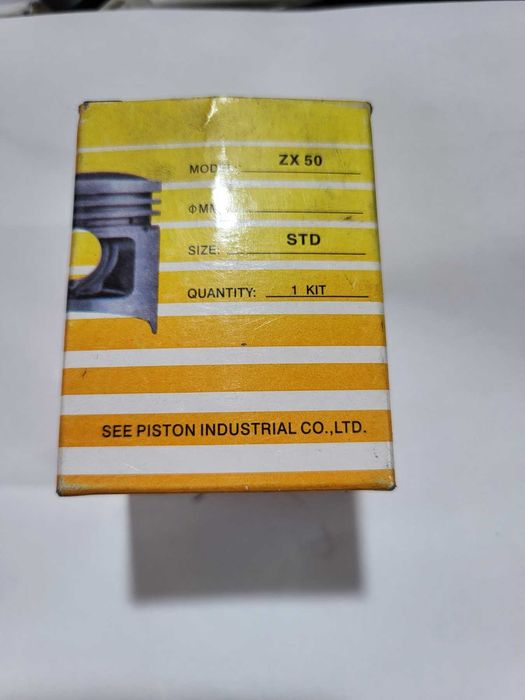 MODEL: ZX 50
ΦMM:
SIZE: STD
QUANTITY: 1 KIT
SEE PISTON INDUSTRIAL CO.,LTD.